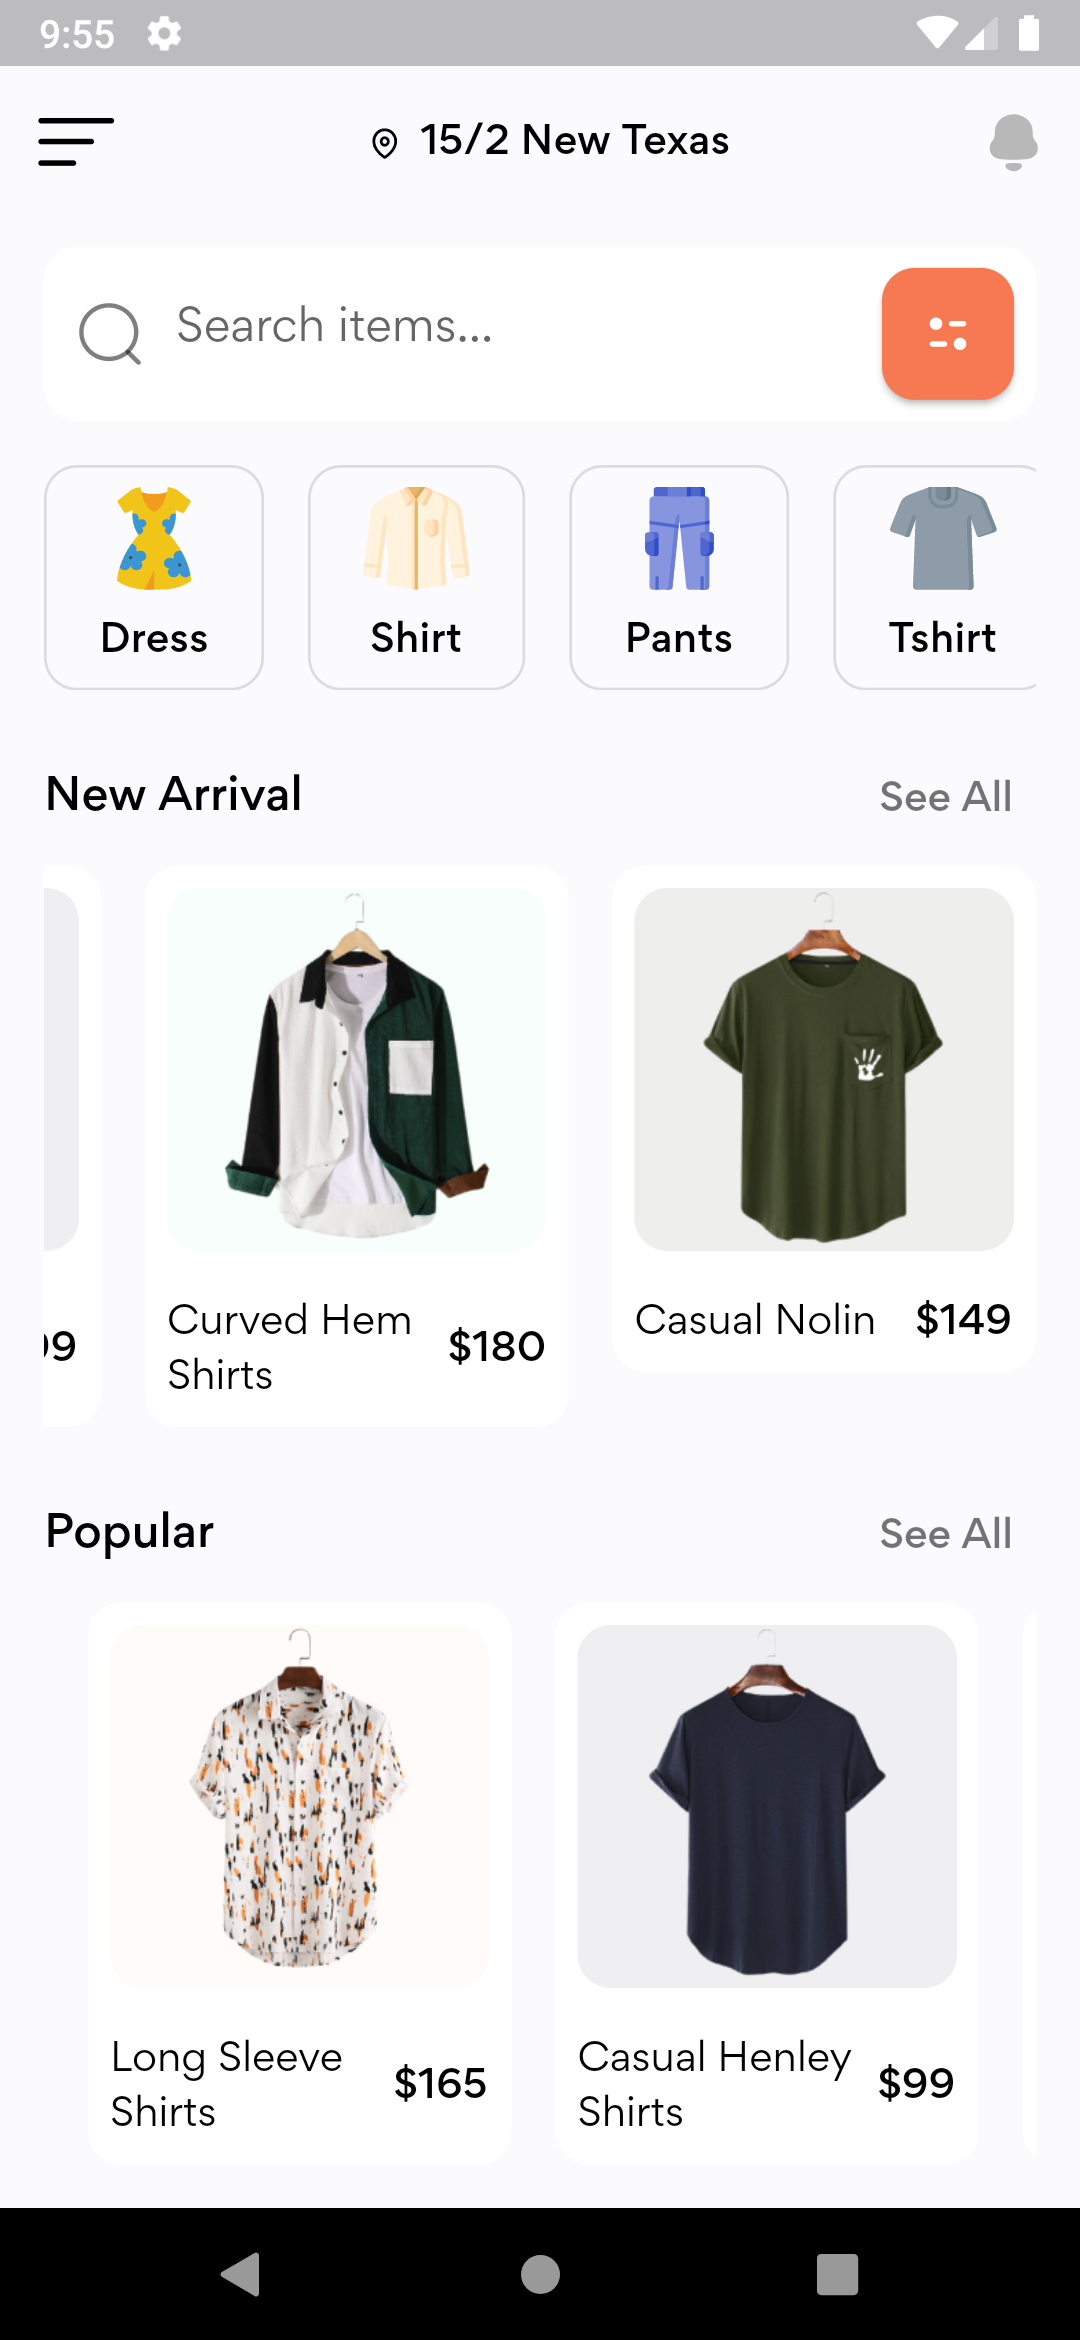 9:55
15/2 New Texas
Search items...
Dress
Shirt
Pants
Tshirt
New Arrival
See All
Curved Hem
Shirts
$180
Casual Nolin
$149
Popular
See All
Long Sleeve
Shirts
$165
Casual Henley
Shirts
$99